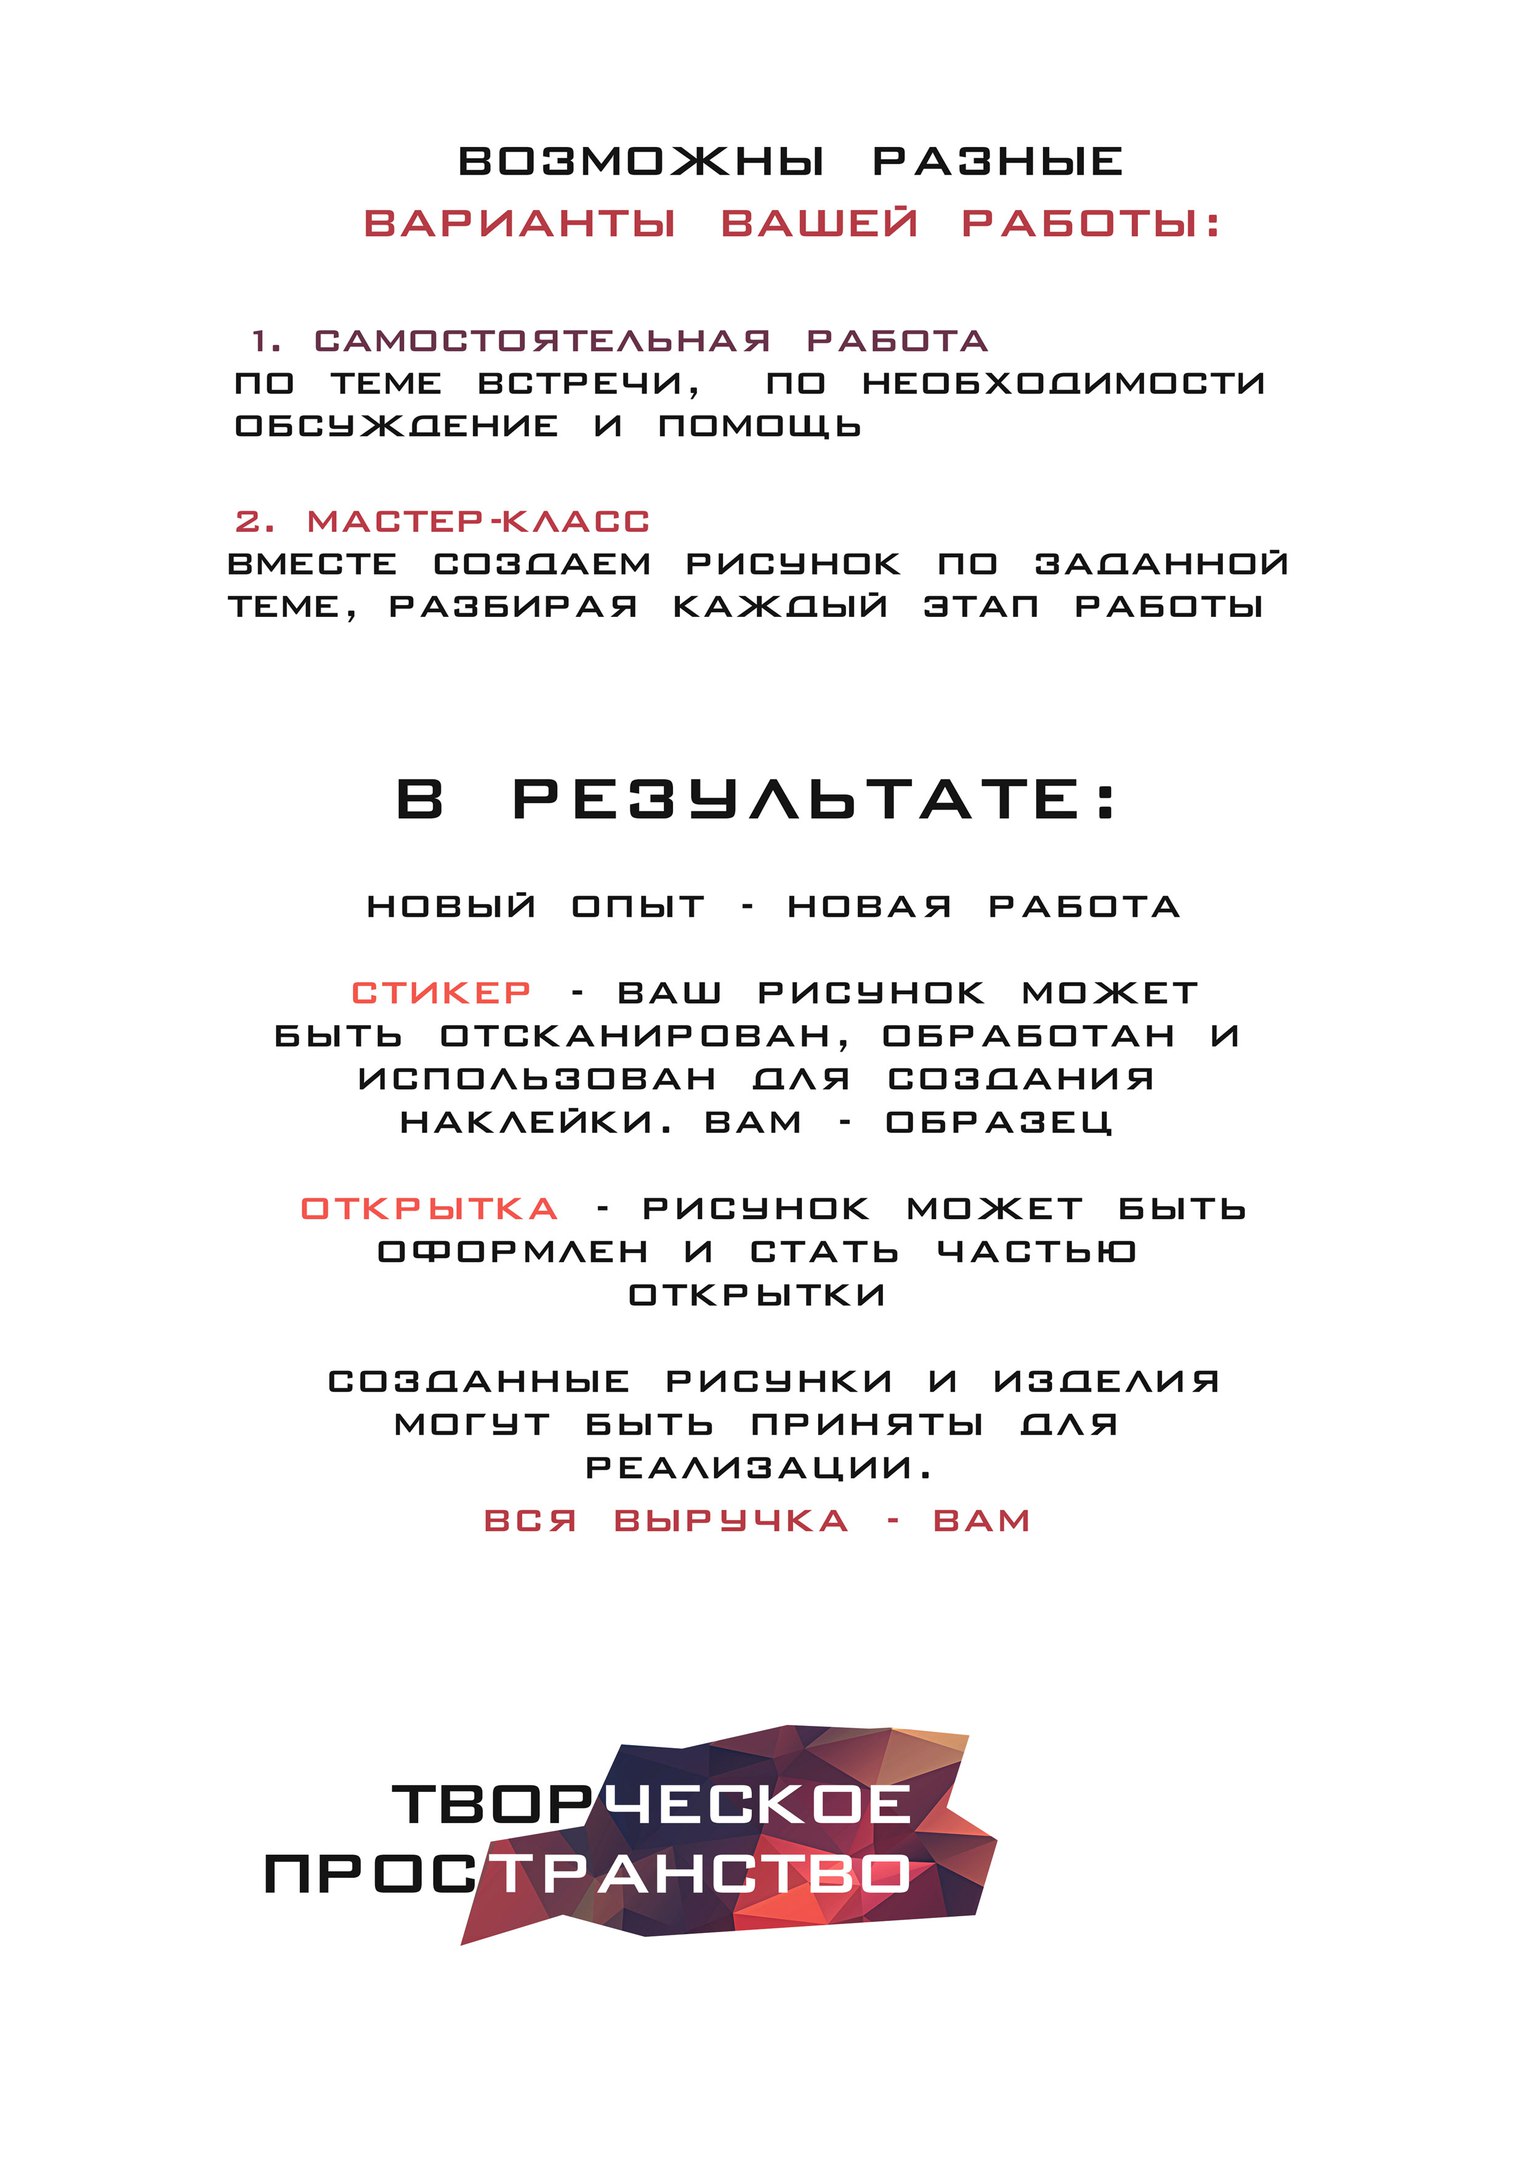 ВОЗМОЖНЫ РАЗНЫЕ
ВАРИАНТЫ ВАШЕЙ РАБОТЫ:
1. САМОСТОЯТЕЛЬНАЯ РАБОТА
ПО ТЕМЕ ВСТРЕЧИ, ПО НЕОБХОДИМОСТИ
ОБСУЖДЕНИЕ И ПОМОЩЬ
2. МАСТЕР-КЛАСС
ВМЕСТЕ СОЗДАЕМ РИСУНОК ПО ЗАДАННОЙ
ТЕМЕ, РАЗБИРАЯ КАЖДЫЙ ЭТАП РАБОТЫ
В РЕЗУЛЬТАТЕ:
НОВЫЙ ОПЫТ - НОВАЯ РАБОТА
СТИКЕР - ВАШ РИСУНОК МОЖЕТ
БЫТЬ ОТСКАНИРОВАН, ОБРАБОТАН И
ИСПОЛЬЗОВАН ДЛЯ СОЗДАНИЯ
НАКЛЕЙКИ. ВАМ - ОБРАЗЕЦ
ОТКРЫТКА - РИСУНОК МОЖЕТ БЫТЬ
ОФОРМЛЕН И СТАТЬ ЧАСТЬЮ
ОТКРЫТКИ
СОЗДАННЫЕ РИСУНКИ И ИЗДЕЛИЯ
МОГУТ БЫТЬ ПРИНЯТЫ ДЛЯ
РЕАЛИЗАЦИИ.
ВСЯ ВЫРУЧКА - ВАМ
ТВОРЧЕСКОЕ
ПРОСТРАНСТВО